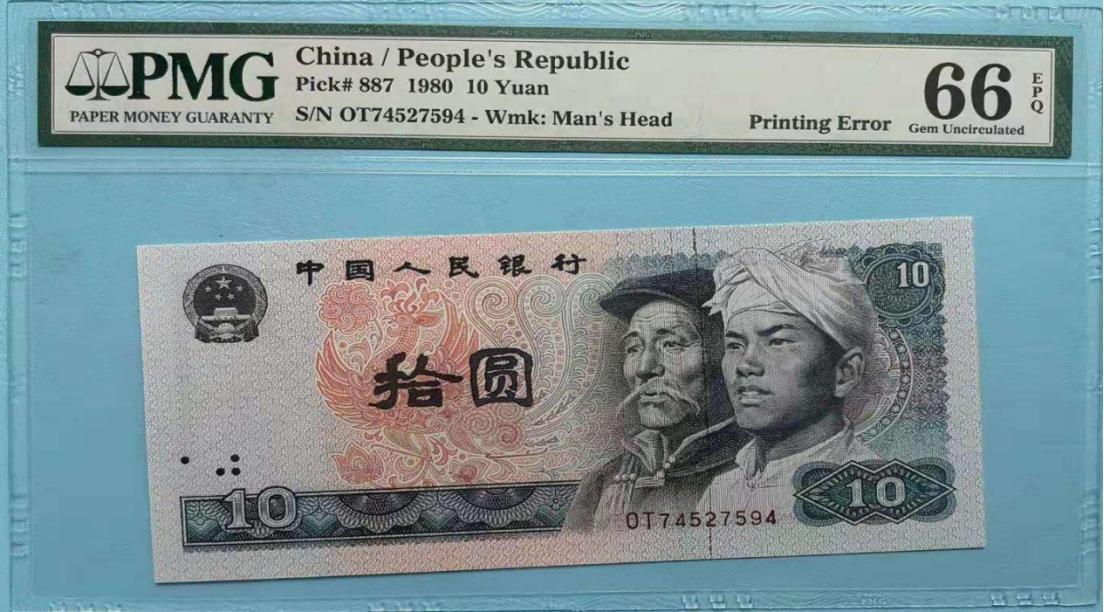 PMG
PAPER MONEY GUARANTY
China / People's Republic
Pick# 887 1980 10 Yuan
S/N OT74527594 - Wmk: Man's Head
Printing Error
66
EPQ
Gem Uncirculated
中国人民银行
10
拾圆
10
10
OT74527594